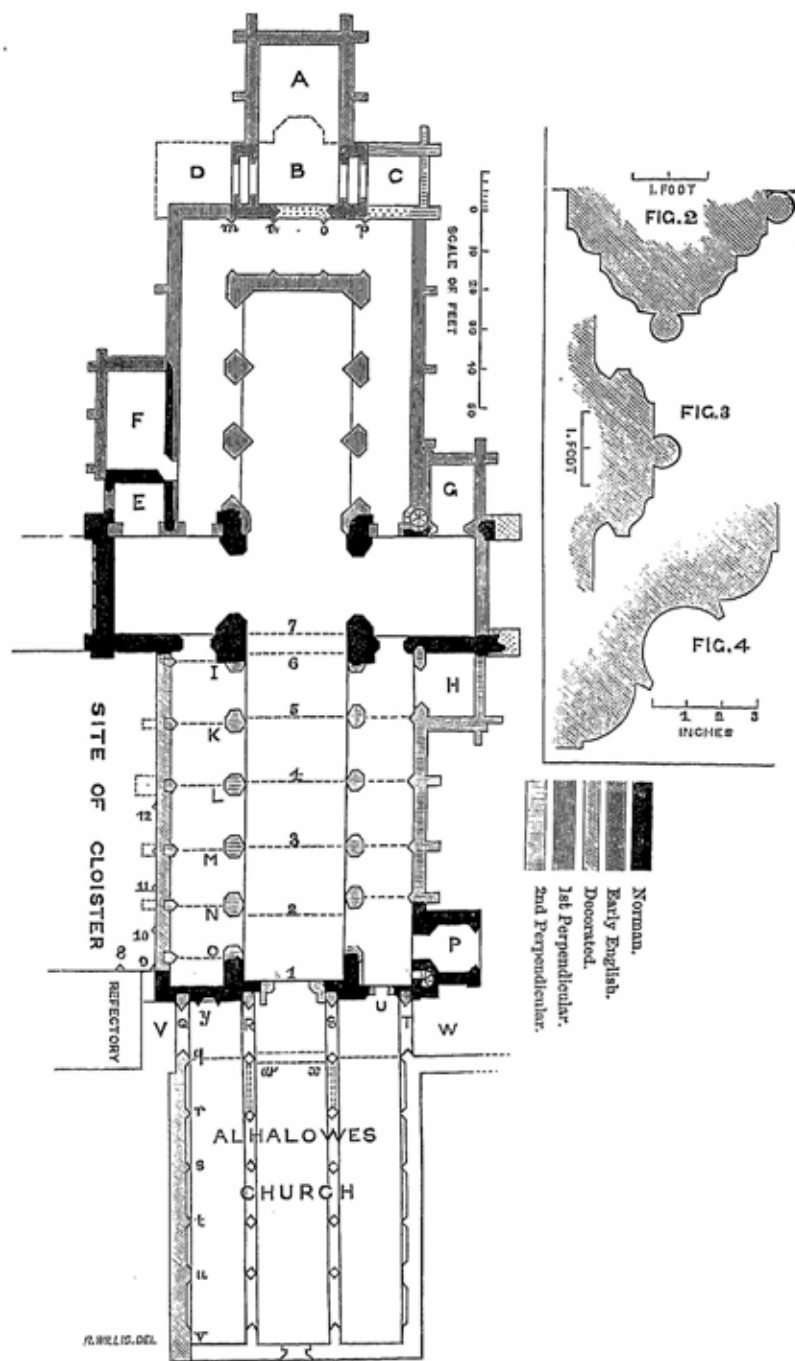 A
D
B
C
m
n
o
p
SCALE OF FEET
0
10
20
30
40
50
1. FOOT
FIG. 2
FIG. 3
1. FOOT
FIG. 4
1 2 3
INCHES
F
E
G
7
6
I
H
5
K
4
L
12
3
M
11
N
2
10
O
8
9
1
P
SITE OF CLOISTER
REFECTORY
Norman.
Early English.
Decorated.
1st Perpendicular.
2nd Perpendicular.
V
y
R
S
U
T
W
q
w
x
r
ALHALOWES
s
CHURCH
t
u
v
R. WILLIS. DEL